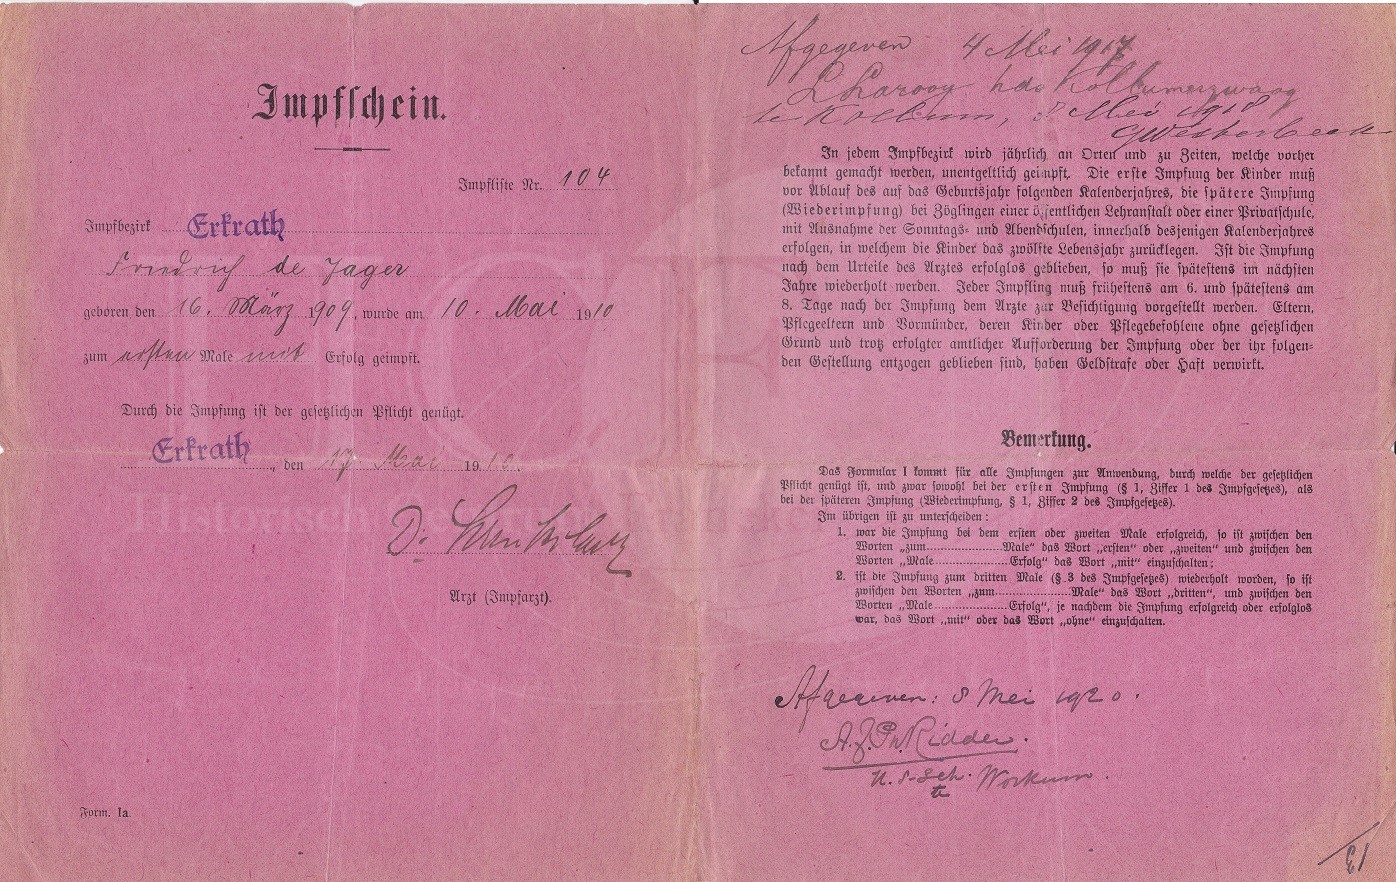 Impfschein.
Impfliste Nr. 104
Impfbezirk Erkrath
Friedrich de Jager
geboren den 16. März 1909, wurde am 10. Mai 1910
zum ersten Male mit Erfolg geimpft.
Durch die Impfung ist der gesetzlichen Pflicht genügt.
Erkrath, den 17. Mai 1910.
Dr.
Arzt (Impfarzt).
Form. Ia.
Afgegeven 4 Mei 1917
hds Kollumerzwaag
te Kollum, 8 Mei 1918
In jedem Impfbezirk wird jährlich an Orten und zu Zeiten, welche vorher
bekannt gemacht werden, unentgeltlich geimpft. Die erste Impfung der Kinder muß
vor Ablauf des auf das Geburtsjahr folgenden Kalenderjahres, die spätere Impfung
(Wiederimpfung) bei Zöglingen einer öffentlichen Lehranstalt oder einer Privatschule,
mit Ausnahme der Sonntags- und Abendschulen, innerhalb desjenigen Kalenderjahres
erfolgen, in welchem die Kinder das zwölfte Lebensjahr zurücklegen. Ist die Impfung
nach dem Urteile des Arztes erfolglos geblieben, so muß sie spätestens im nächsten
Jahre wiederholt werden. Jeder Impfling muß frühestens am 6. und spätestens am
8. Tage nach der Impfung dem Arzte zur Besichtigung vorgestellt werden. Eltern,
Pflegeeltern und Vormünder, deren Kinder oder Pflegebefohlene ohne gesetzlichen
Grund und trotz erfolgter amtlicher Aufforderung der Impfung oder der ihr folgen-
den Gestellung entzogen geblieben sind, haben Geldstrafe oder Haft verwirkt.
Bemerkung.
Das Formular I kommt für alle Impfungen zur Anwendung, durch welche der gesetzlichen
Pflicht genügt ist, und zwar sowohl bei der ersten Impfung (§ 1, Ziffer 1 des Impfgesetzes), als
bei der späteren Impfung (Wiederimpfung, § 1, Ziffer 2 des Impfgesetzes).
Im übrigen ist zu unterscheiden:
1. war die Impfung bei dem ersten oder zweiten Male erfolgreich, so ist zwischen den
Worten „zum..........Male“ das Wort „ersten“ oder „zweiten“ und zwischen den
Worten „Male..........Erfolg“ das Wort „mit“ einzuschalten;
2. ist die Impfung zum dritten Male (§ 3 des Impfgesetzes) wiederholt worden, so ist
zwischen den Worten „zum..........Male“ das Wort „dritten“, und zwischen den
Worten „Male..........Erfolg“, je nachdem die Impfung erfolgreich oder erfolglos
war, das Wort „mit“ oder das Wort „ohne“ einzuschalten.
Afgegeven: 8 Mei 1920.
Ridder.
te Workum.